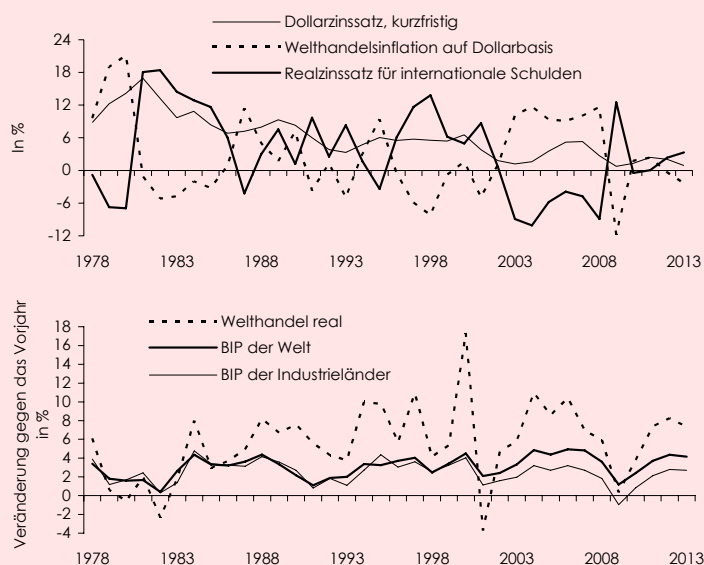 Dollarzinssatz, kurzfristig
Welthandelsinflation auf Dollarbasis
Realzinssatz für internationale Schulden
In %
24
18
12
6
0
-6
-12
1978 1983 1988 1993 1998 2003 2008 2013
Welthandel real
BIP der Welt
BIP der Industrieländer
Veränderung gegen das Vorjahr
in %
18
16
14
12
10
8
6
4
2
0
-2
-4
1978 1983 1988 1993 1998 2003 2008 2013